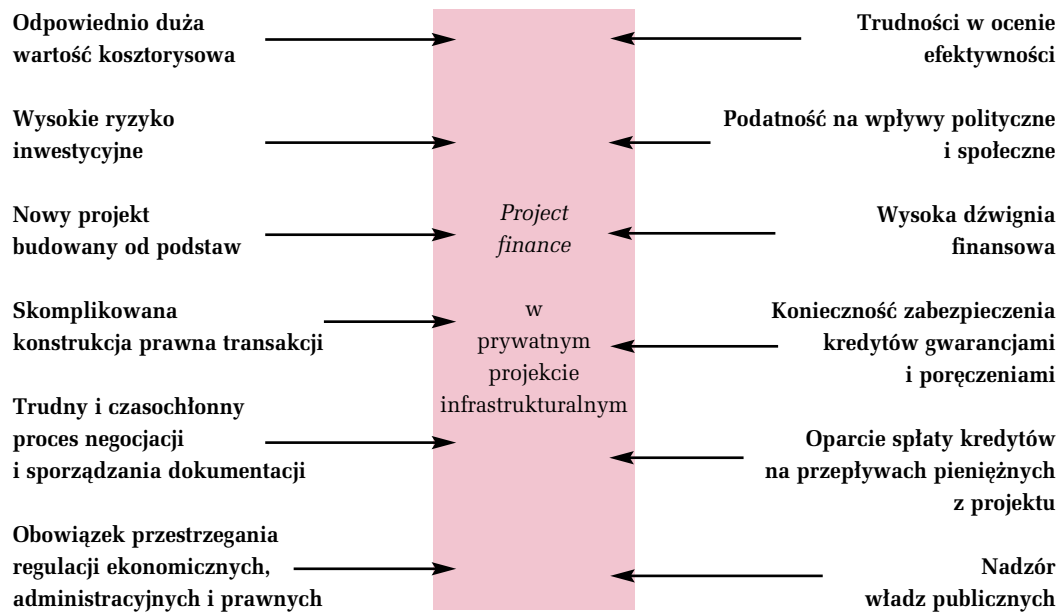 Odpowiednio duża
wartość kosztorysowa
Wysokie ryzyko
inwestycyjne
Nowy projekt
budowany od podstaw
Skomplikowana
konstrukcja prawna transakcji
Trudny i czasochłonny
proces negocjacji
i sporządzania dokumentacji
Obowiązek przestrzegania
regulacji ekonomicznych,
administracyjnych i prawnych
Project
finance
w
prywatnym
projekcie
infrastrukturalnym
Trudności w ocenie
efektywności
Podatność na wpływy polityczne
i społeczne
Wysoka dźwignia
finansowa
Konieczność zabezpieczenia
kredytów gwarancjami
i poręczeniami
Oparcie spłaty kredytów
na przepływach pieniężnych
z projektu
Nadzór
władz publicznych